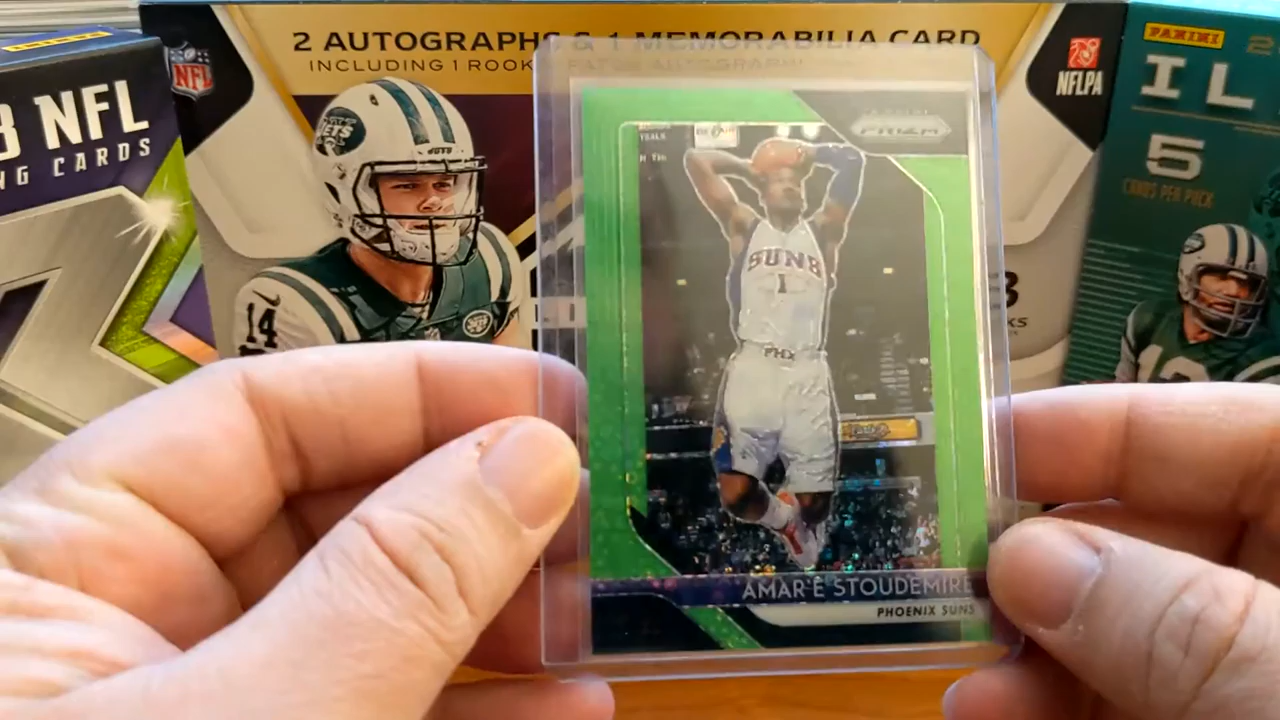 PANINI
NFL
NG CARDS
2 AUTOGRAPHS & 1 MEMORABILIA CARD
INCLUDING 1 ROOK
NFL
NFLPA
PANINI
IL
5
CARDS PER PACK
JETS
14
PRIZM
SUNS
1
PHX
AMAR'E STOUDEMIRE
PHOENIX SUNS